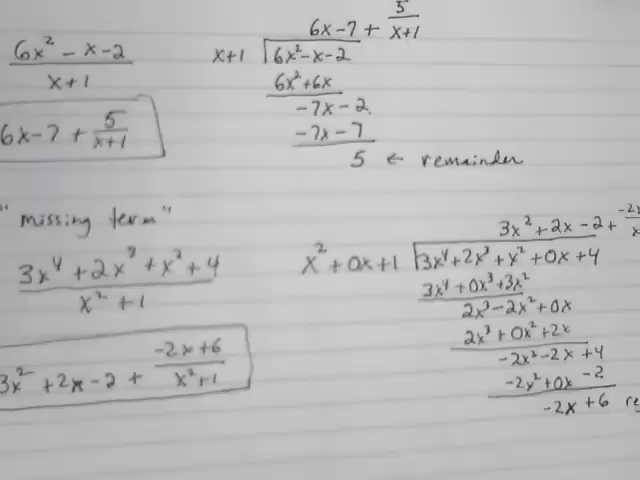 6x² - x - 2 / x + 1
6x - 7 + 5/(x+1)
6x - 7 + 5/(x+1)
x+1 6x² - x - 2
6x² + 6x
-7x - 2
-7x - 7
5 ← remainder
"missing term"
3x⁴ + 2x³ + x² + 4 / x² + 1
3x² + 2x - 2 + (-2x + 6)/(x² + 1)
3x² + 2x - 2 +
x² + 0x + 1 3x⁴ + 2x³ + x² + 0x + 4
3x⁴ + 0x³ + 3x²
2x³ - 2x² + 0x
2x³ + 0x² + 2x
-2x² - 2x + 4
-2x² + 0x - 2
-2x + 6